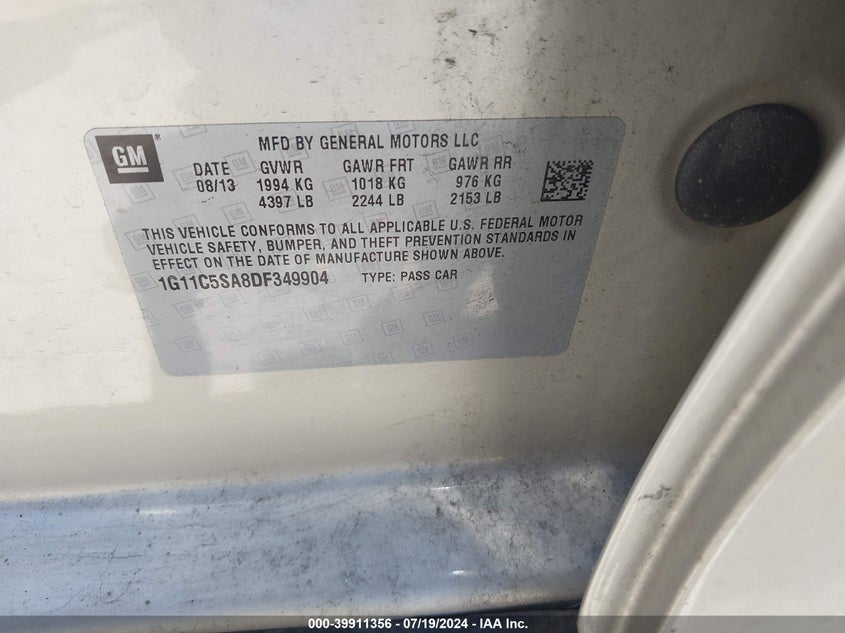 GM
MFD BY GENERAL MOTORS LLC
DATE GVWR GAWR FRT GAWR RR
08/13 1994 KG 1018 KG 976 KG
4397 LB 2244 LB 2153 LB
THIS VEHICLE CONFORMS TO ALL APPLICABLE U.S. FEDERAL MOTOR
VEHICLE SAFETY, BUMPER, AND THEFT PREVENTION STANDARDS IN
EFFECT ON THE DATE OF MANUFACTURE SHOWN ABOVE.
1G11C5SA8DF349904 TYPE: PASS CAR
000-39911356 - 07/19/2024 - IAA Inc.